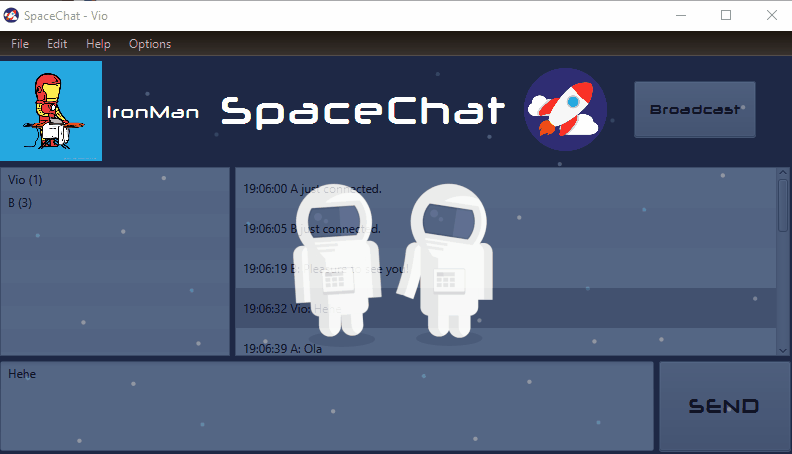 SpaceChat - Vio
File Edit Help Options
IronMan
SpaceChat
Broadcast
Vio (1)
B (3)
19:06:00 A just connected.
19:06:05 B just connected.
19:06:19 B: Pleasure to see you!
19:06:32 Vio: Hehe
19:06:39 A: Ola
Hehe
SEND